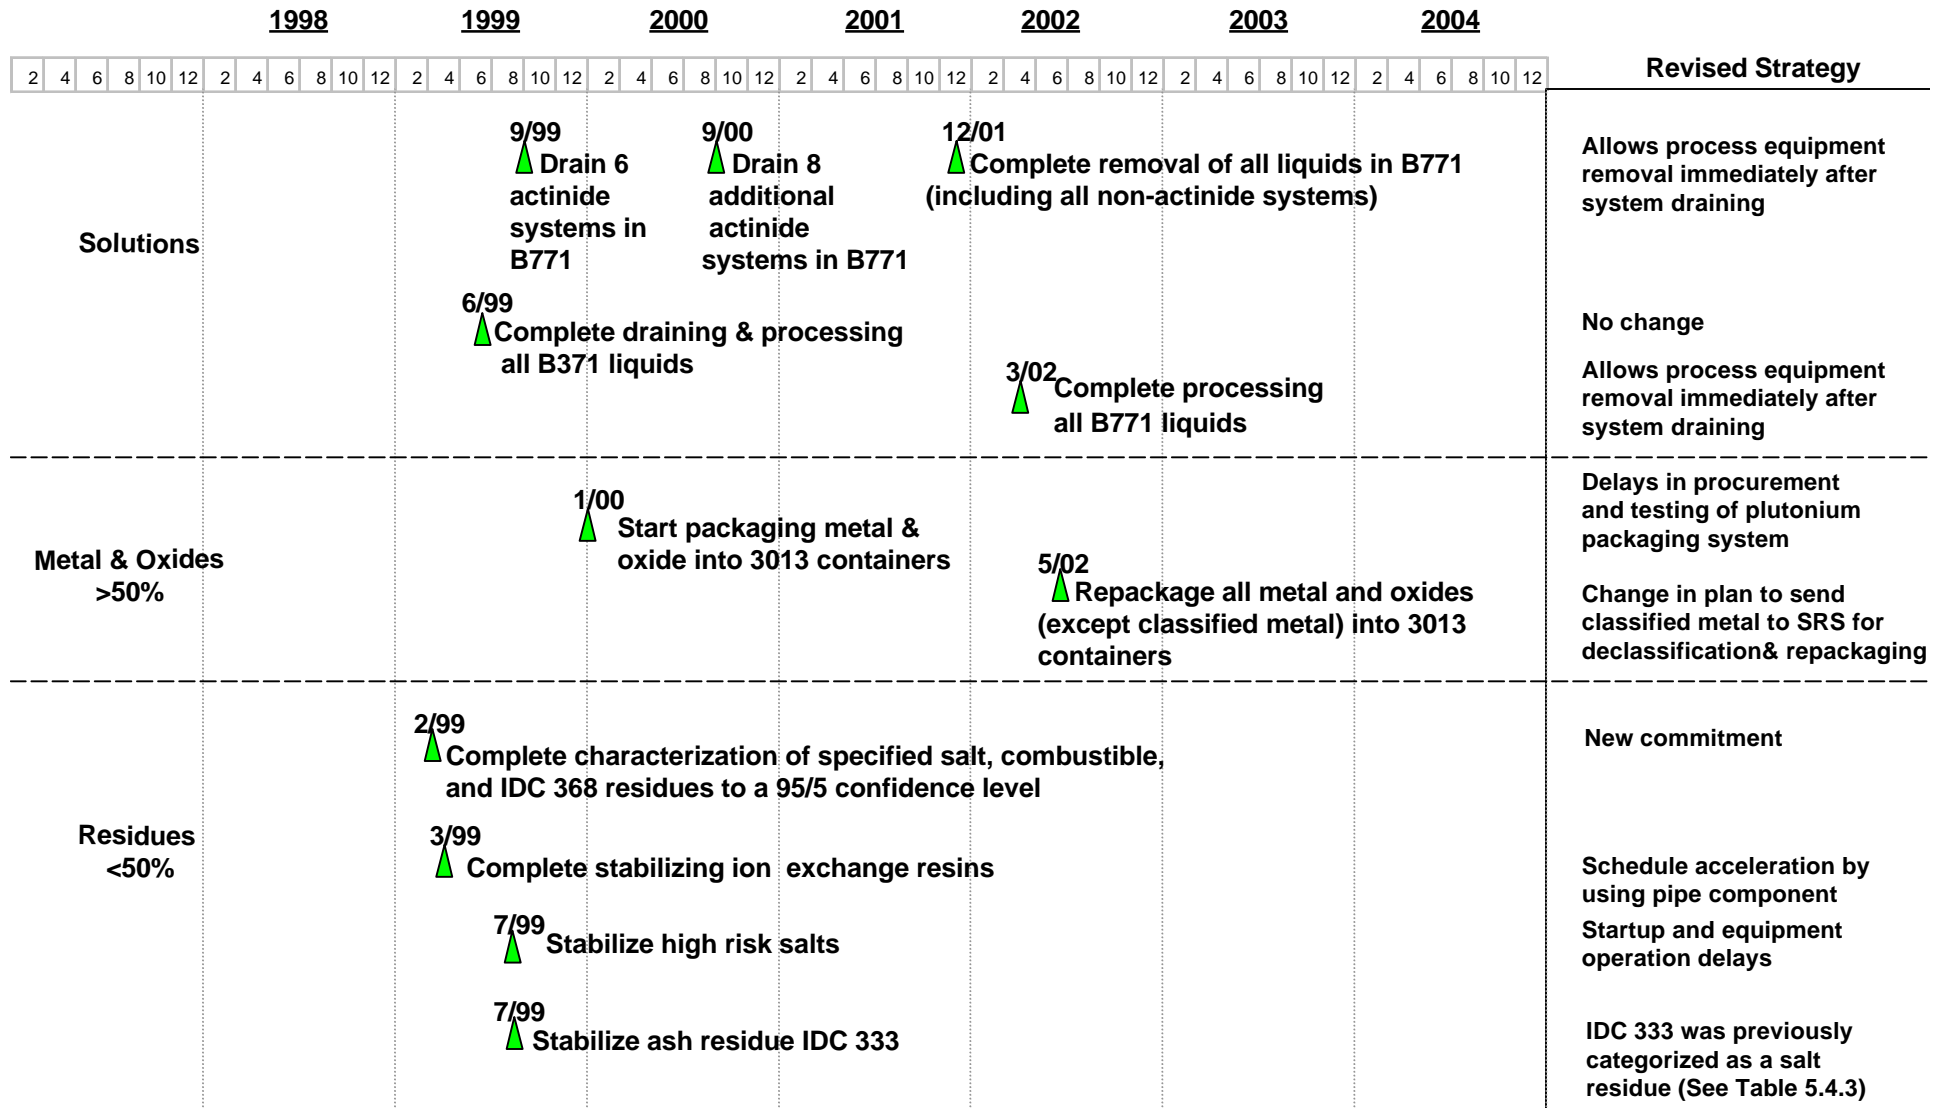 1998 1999 2000 2001 2002 2003 2004
2 4 6 8 10 12 2 4 6 8 10 12 2 4 6 8 10 12 2 4 6 8 10 12 2 4 6 8 10 12 2 4 6 8 10 12 2 4 6 8 10 12 2 4 6 8 10 12
Revised Strategy
Solutions
9/99
Drain 6
actinide
systems in
B771
9/00
Drain 8
additional
actinide
systems in B771
12/01
Complete removal of all liquids in B771
(including all non-actinide systems)
Allows process equipment
removal immediately after
system draining
6/99
Complete draining & processing
all B371 liquids
No change
3/02
Complete processing
all B771 liquids
Allows process equipment
removal immediately after
system draining
Metal & Oxides
>50%
1/00
Start packaging metal &
oxide into 3013 containers
Delays in procurement
and testing of plutonium
packaging system
5/02
Repackage all metal and oxides
(except classified metal) into 3013
containers
Change in plan to send
classified metal to SRS for
declassification& repackaging
Residues
<50%
2/99
Complete characterization of specified salt, combustible,
and IDC 368 residues to a 95/5 confidence level
New commitment
3/99
Complete stabilizing ion exchange resins
Schedule acceleration by
using pipe component
7/99
Stabilize high risk salts
Startup and equipment
operation delays
7/99
Stabilize ash residue IDC 333
IDC 333 was previously
categorized as a salt
residue (See Table 5.4.3)